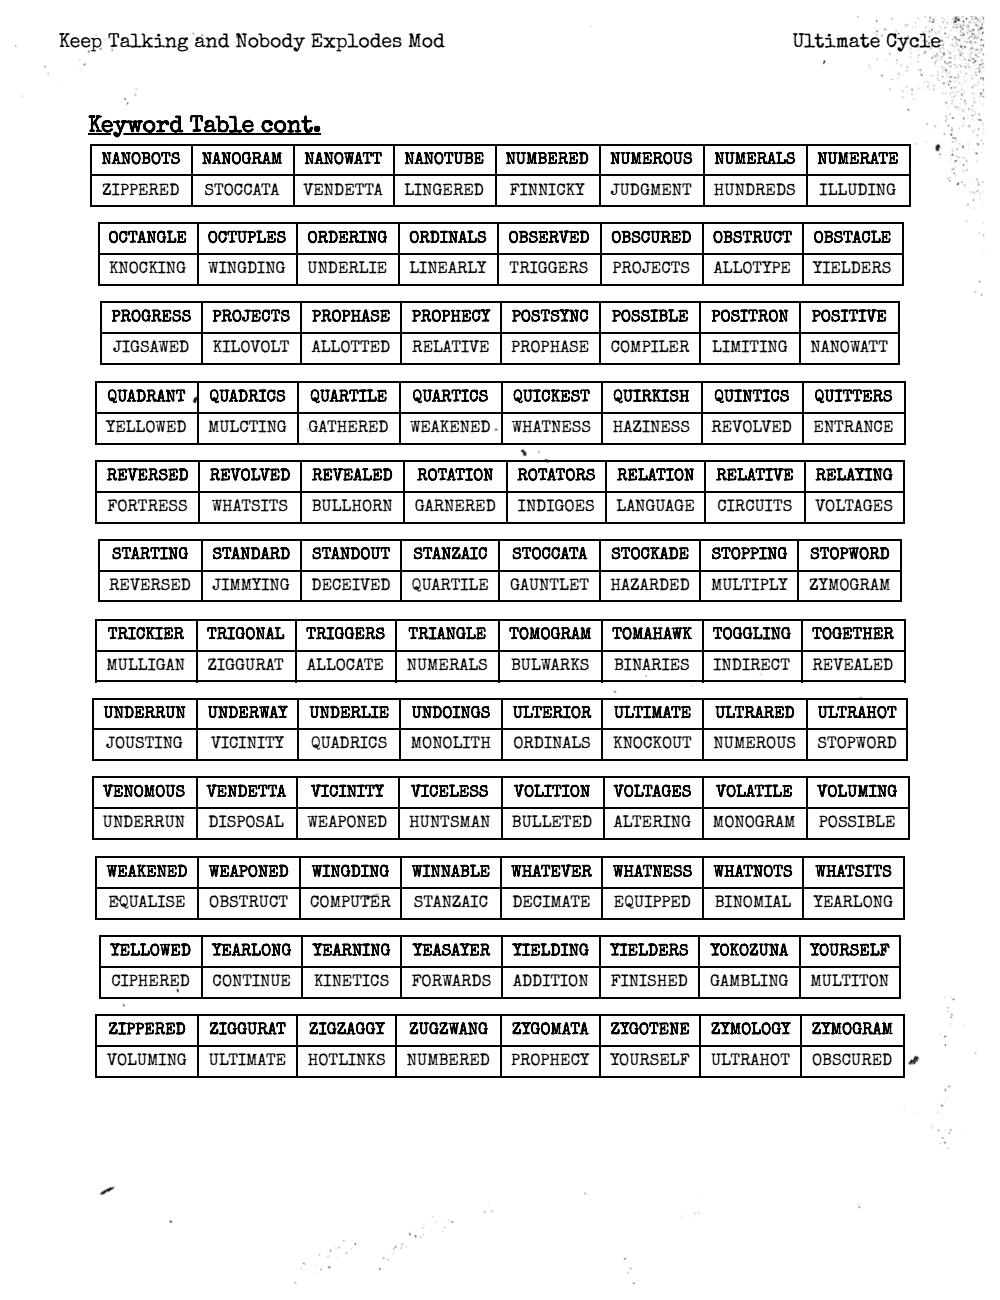 Keep Talking and Nobody Explodes Mod Ultimate Cycle
Keyword Table cont.
NANOBOTS NANOGRAM NANOWATT NANOTUBE NUMBERED NUMEROUS NUMERALS NUMERATE
ZIPPERED STOCCATA VENDETTA LINGERED FINNICKY JUDGMENT HUNDREDS ILLUDING
OCTANGLE OCTUPLES ORDERING ORDINALS OBSERVED OBSCURED OBSTRUCT OBSTACLE
KNOCKING WINGDING UNDERLIE LINEARLY TRIGGERS PROJECTS ALLOTYPE YIELDERS
PROGRESS PROJECTS PROPHASE PROPHECY POSTSYNC POSSIBLE POSITRON POSITIVE
JIGSAWED KILOVOLT ALLOTTED RELATIVE PROPHASE COMPILER LIMITING NANOWATT
QUADRANT QUADRICS QUARTILE QUARTICS QUICKEST QUIRKISH QUINTICS QUITTERS
YELLOWED MULCTING GATHERED WEAKENED WHATNESS HAZINESS REVOLVED ENTRANCE
REVERSED REVOLVED REVEALED ROTATION ROTATORS RELATION RELATIVE RELAYING
FORTRESS WHATSITS BULLHORN GARNERED INDIGOES LANGUAGE CIRCUITS VOLTAGES
STARTING STANDARD STANDOUT STANZAIC STOCCATA STOCKADE STOPPING STOPWORD
REVERSED JIMMYING DECEIVED QUARTILE GAUNTLET HAZARDED MULTIPLY ZYMOGRAM
TRICKIER TRIGONAL TRIGGERS TRIANGLE TOMOGRAM TOMAHAWK TOGGLING TOGETHER
MULLIGAN ZIGGURAT ALLOCATE NUMERALS BULWARKS BINARIES INDIRECT REVEALED
UNDERRUN UNDERWAY UNDERLIE UNDOINGS ULTERIOR ULTIMATE ULTRARED ULTRAHOT
JOUSTING VICINITY QUADRICS MONOLITH ORDINALS KNOCKOUT NUMEROUS STOPWORD
VENOMOUS VENDETTA VICINITY VICELESS VOLITION VOLTAGES VOLATILE VOLUMING
UNDERRUN DISPOSAL WEAPONED HUNTSMAN BULLETED ALTERING MONOGRAM POSSIBLE
WEAKENED WEAPONED WINGDING WINNABLE WHATEVER WHATNESS WHATNOTS WHATSITS
EQUALISE OBSTRUCT COMPUTER STANZAIC DECIMATE EQUIPPED BINOMIAL YEARLONG
YELLOWED YEARLONG YEARNING YEASAYER YIELDING YIELDERS YOKOZUNA YOURSELF
CIPHERED CONTINUE KINETICS FORWARDS ADDITION FINISHED GAMBLING MULTITON
ZIPPERED ZIGGURAT ZIGZAGGY ZUGZWANG ZYGOMATA ZYGOTENE ZYMOLOGY ZYMOGRAM
VOLUMING ULTIMATE HOTLINKS NUMBERED PROPHECY YOURSELF ULTRAHOT OBSCURED